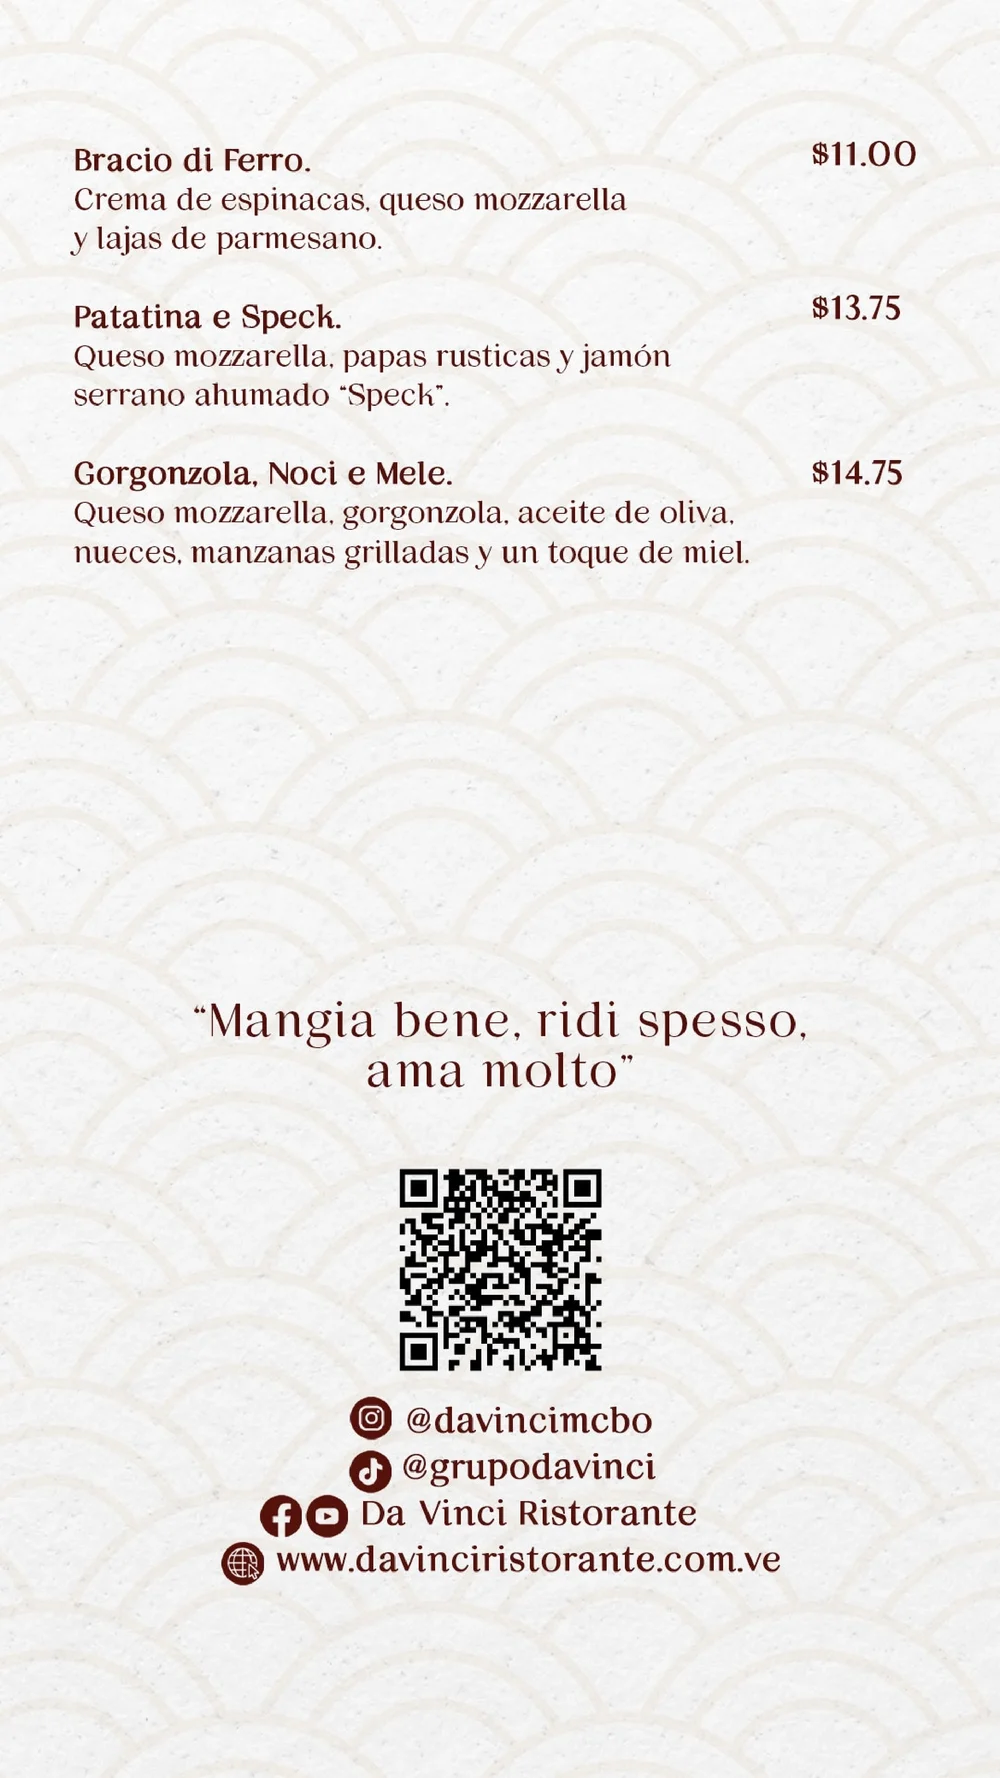 Bracio di Ferro. $11.00
Crema de espinacas, queso mozzarella
y lajas de parmesano.
Patatina e Speck. $13.75
Queso mozzarella, papas rusticas y jamón
serrano ahumado “Speck”.
Gorgonzola, Noci e Mele. $14.75
Queso mozzarella, gorgonzola, aceite de oliva,
nueces, manzanas grilladas y un toque de miel.
“Mangia bene, ridi spesso,
ama molto”
@davincimcbo
@grupodavinci
Da Vinci Ristorante
www.davinciristorante.com.ve